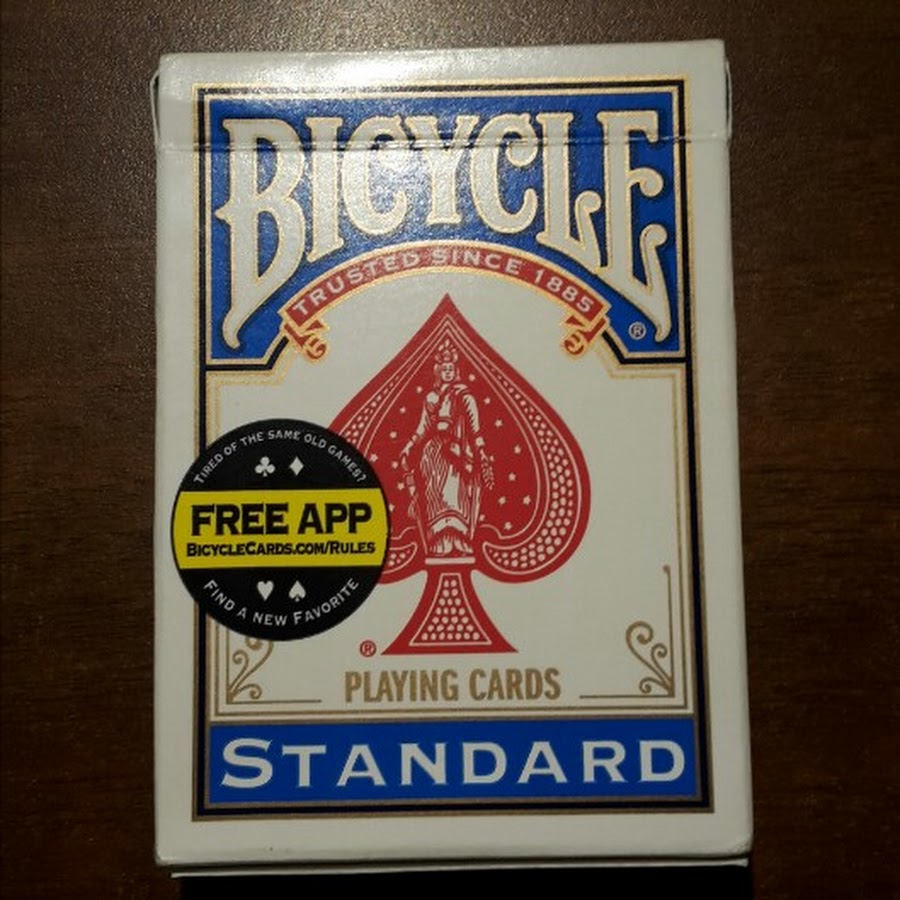 BICYCLE
TRUSTED SINCE 1885
®
TIRED OF THE SAME OLD GAMES?
FREE APP
BICYCLECARDS.COM/RULES
FIND A NEW FAVORITE
®
PLAYING CARDS
STANDARD